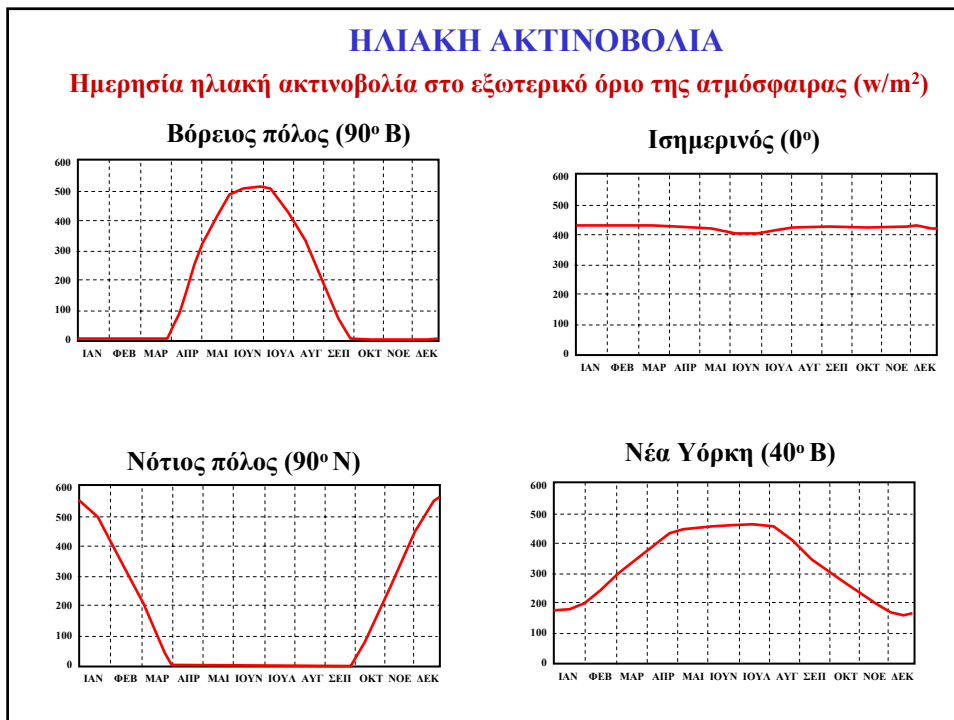 ΗΛΙΑΚΗ ΑΚΤΙΝΟΒΟΛΙΑ
Ημερησία ηλιακή ακτινοβολία στο εξωτερικό όριο της ατμόσφαιρας (w/m²)
Βόρειος πόλος (90ο Β)
600
500
400
300
200
100
0
ΙΑΝ ΦΕΒ ΜΑΡ ΑΠΡ ΜΑΙ ΙΟΥΝ ΙΟΥΛ ΑΥΓ ΣΕΠ ΟΚΤ ΝΟΕ ΔΕΚ
Ισημερινός (0ο)
600
500
400
300
200
100
0
ΙΑΝ ΦΕΒ ΜΑΡ ΑΠΡ ΜΑΙ ΙΟΥΝ ΙΟΥΛ ΑΥΓ ΣΕΠ ΟΚΤ ΝΟΕ ΔΕΚ
Νότιος πόλος (90ο Ν)
600
500
400
300
200
100
0
ΙΑΝ ΦΕΒ ΜΑΡ ΑΠΡ ΜΑΙ ΙΟΥΝ ΙΟΥΛ ΑΥΓ ΣΕΠ ΟΚΤ ΝΟΕ ΔΕΚ
Νέα Υόρκη (40ο Β)
600
500
400
300
200
100
0
ΙΑΝ ΦΕΒ ΜΑΡ ΑΠΡ ΜΑΙ ΙΟΥΝ ΙΟΥΛ ΑΥΓ ΣΕΠ ΟΚΤ ΝΟΕ ΔΕΚ